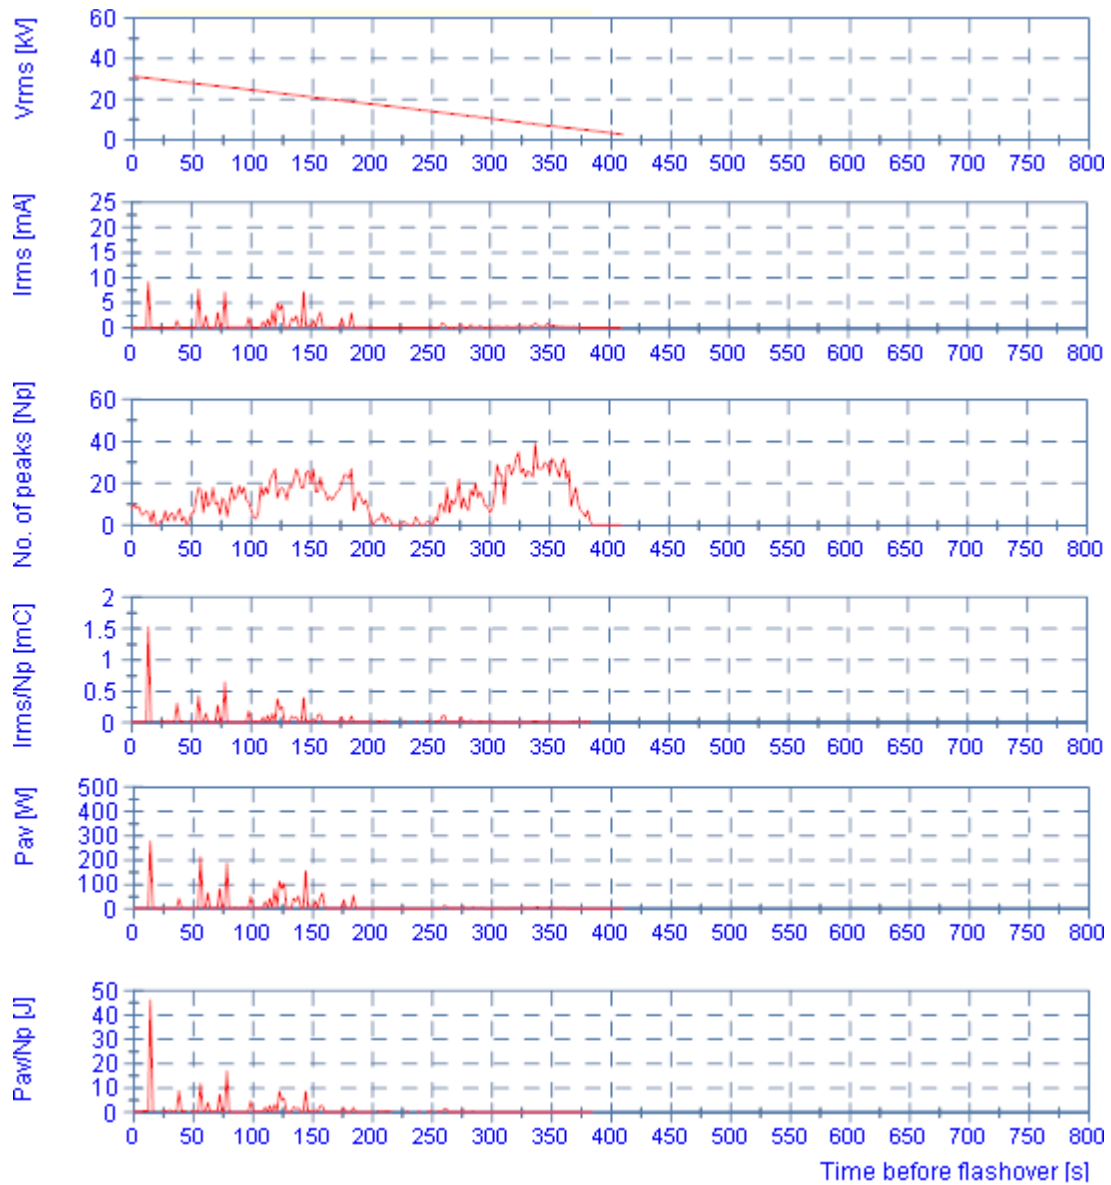 Vrms [kV]
60
40
20
0
0 50 100 150 200 250 300 350 400 450 500 550 600 650 700 750 800
Irms [mA]
25
20
15
10
5
0
0 50 100 150 200 250 300 350 400 450 500 550 600 650 700 750 800
No. of peaks [Np]
60
40
20
0
0 50 100 150 200 250 300 350 400 450 500 550 600 650 700 750 800
Irms/Np [mC]
2
1.5
1
0.5
0
0 50 100 150 200 250 300 350 400 450 500 550 600 650 700 750 800
Pav [W]
500
400
300
200
100
0
0 50 100 150 200 250 300 350 400 450 500 550 600 650 700 750 800
Pav/Np [J]
50
40
30
20
10
0
0 50 100 150 200 250 300 350 400 450 500 550 600 650 700 750 800
Time before flashover [s]